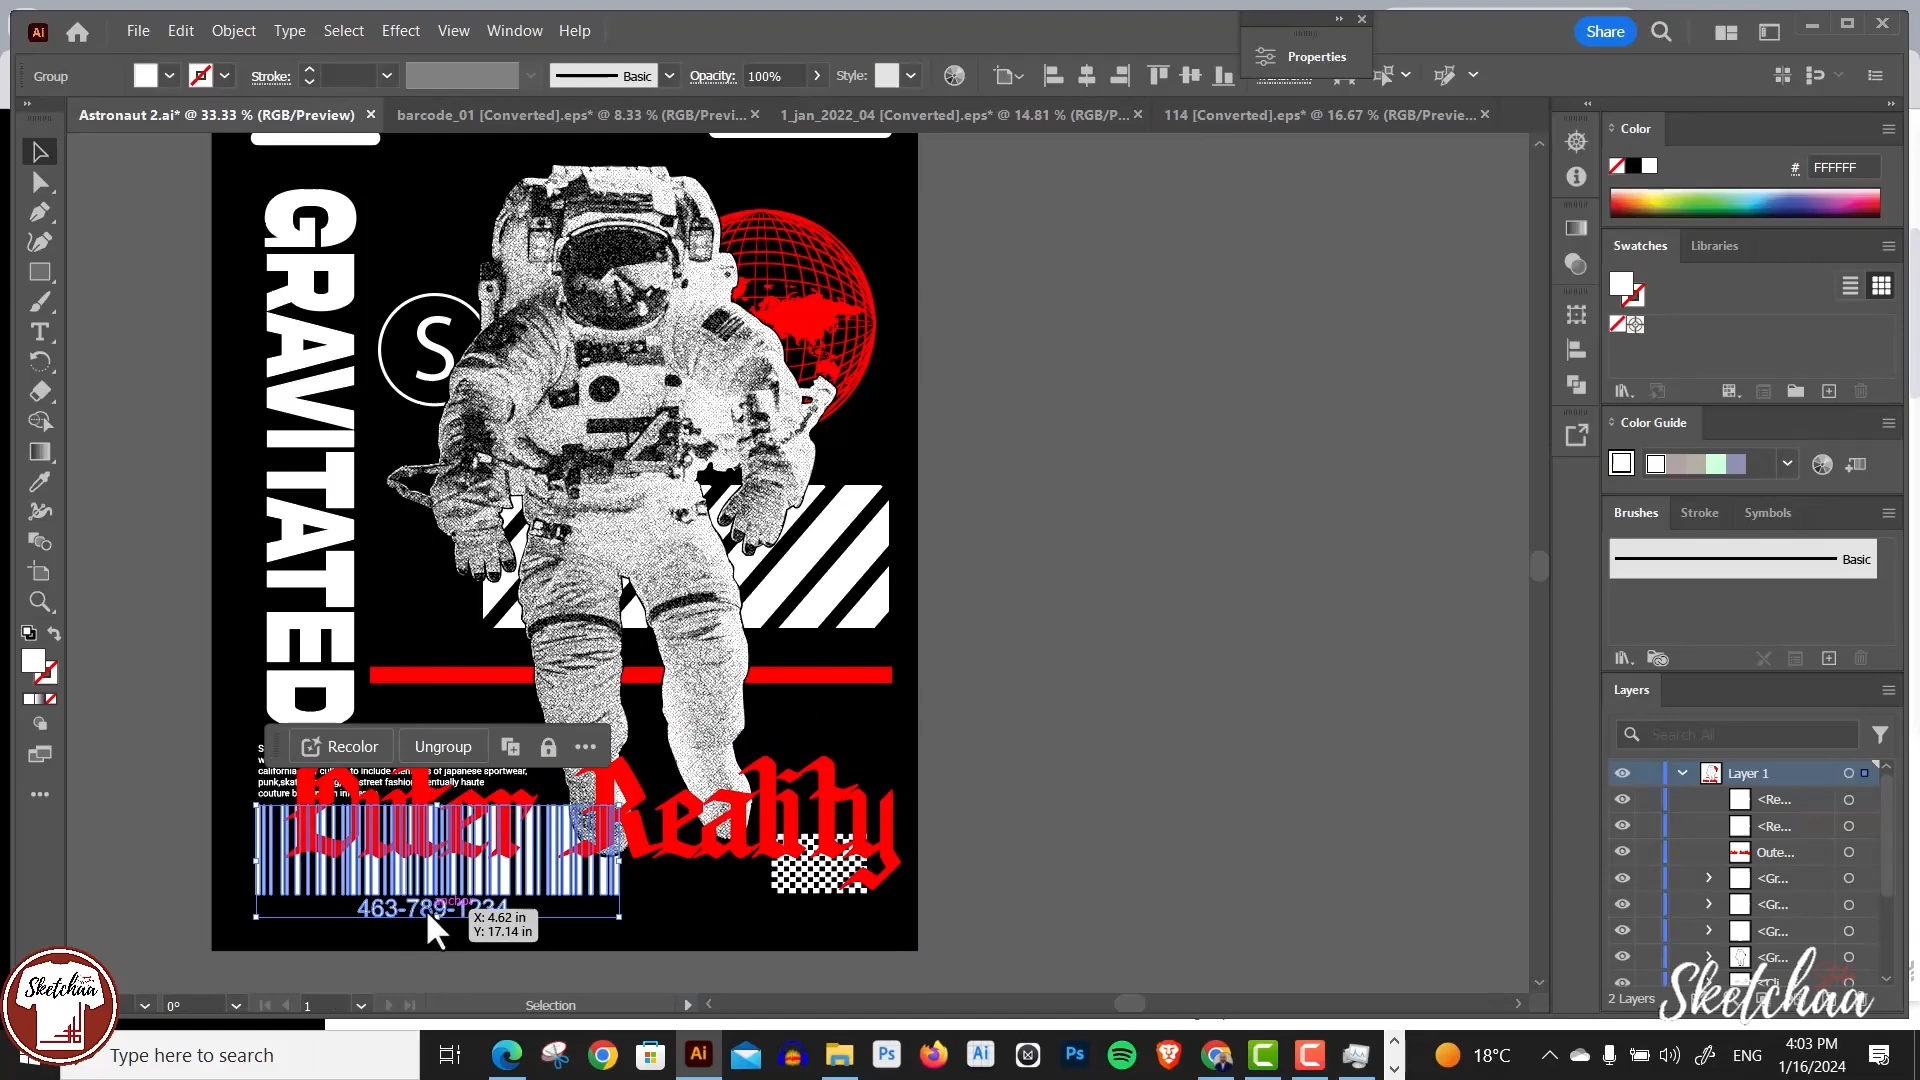 File Edit Object Type Select Effect View Window Help
Share
Properties
Group
Stroke:
Basic
Opacity: 100%
Style:
Astronaut 2.ai* @ 33.33 % (RGB/Preview)
barcode_01 [Converted].eps* @ 8.33 % (RGB/Previ...
1_jan_2022_04 [Converted].eps* @ 14.81 % (RGB/P...
114 [Converted].eps* @ 16.67 % (RGB/Previe...
GRAVITATED
S
Recolor
Ungroup
Outer Reality
463-789-1234
anchor
X: 4.62 in
Y: 17.14 in
Color
# FFFFFF
Swatches Libraries
Color Guide
Brushes Stroke Symbols
Basic
Layers
Search All
Layer 1
<Re...
<Re...
Oute...
<Gr...
<Gr...
<Gr...
<Gr...
2 Layers
0°
1
Selection
Sketchaa
Sketchaa
Type here to search
18°C
ENG
4:03 PM
1/16/2024